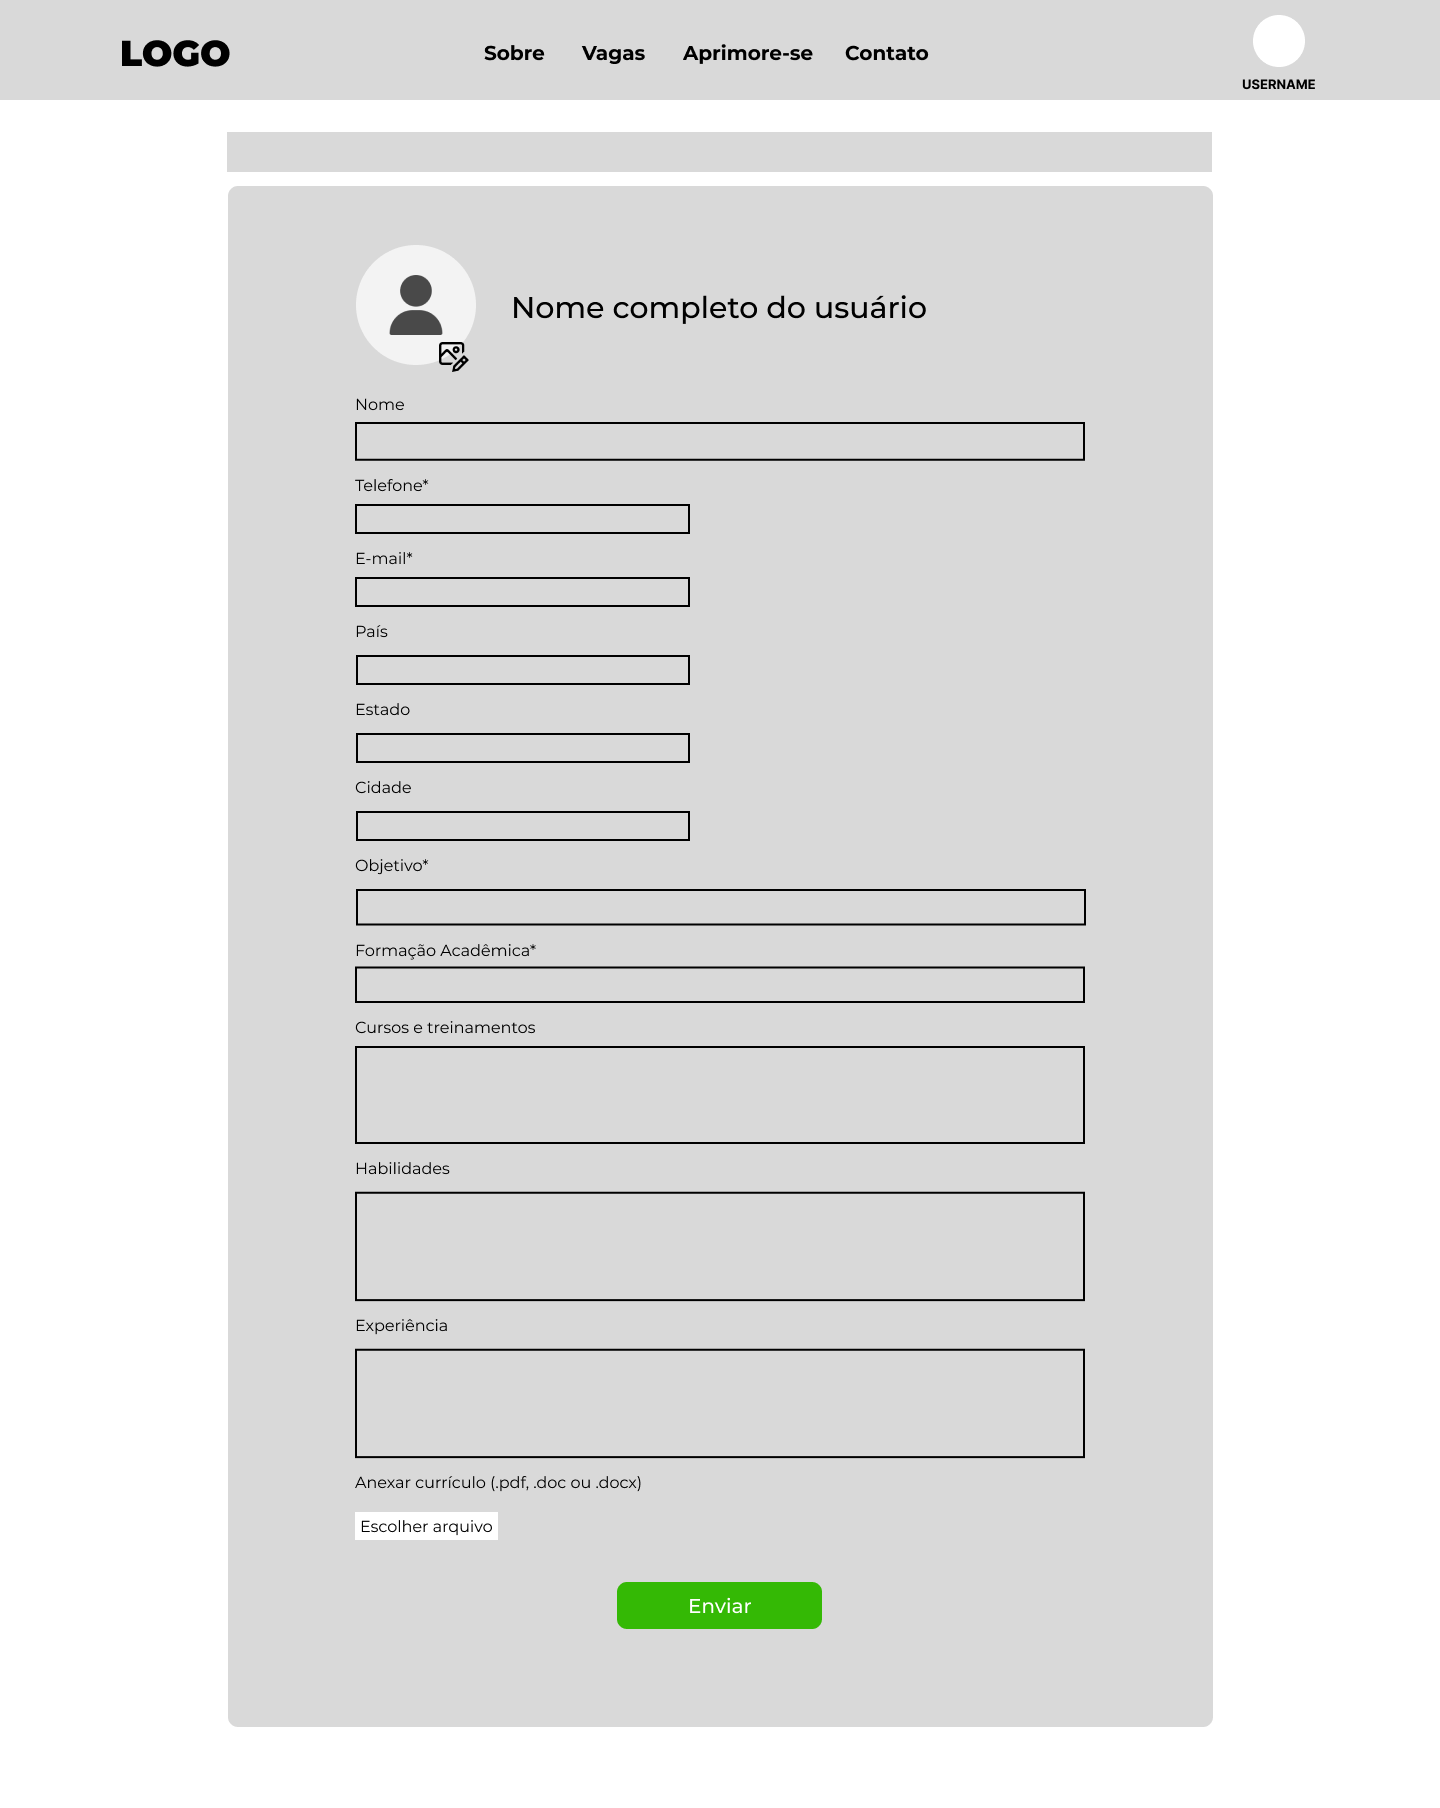 LOGO
Sobre Vagas Aprimore-se Contato
USERNAME
Nome completo do usuário
Nome
Telefone*
E-mail*
País
Estado
Cidade
Objetivo*
Formação Acadêmica*
Cursos e treinamentos
Habilidades
Experiência
Anexar currículo (.pdf, .doc ou .docx)
Escolher arquivo
Enviar